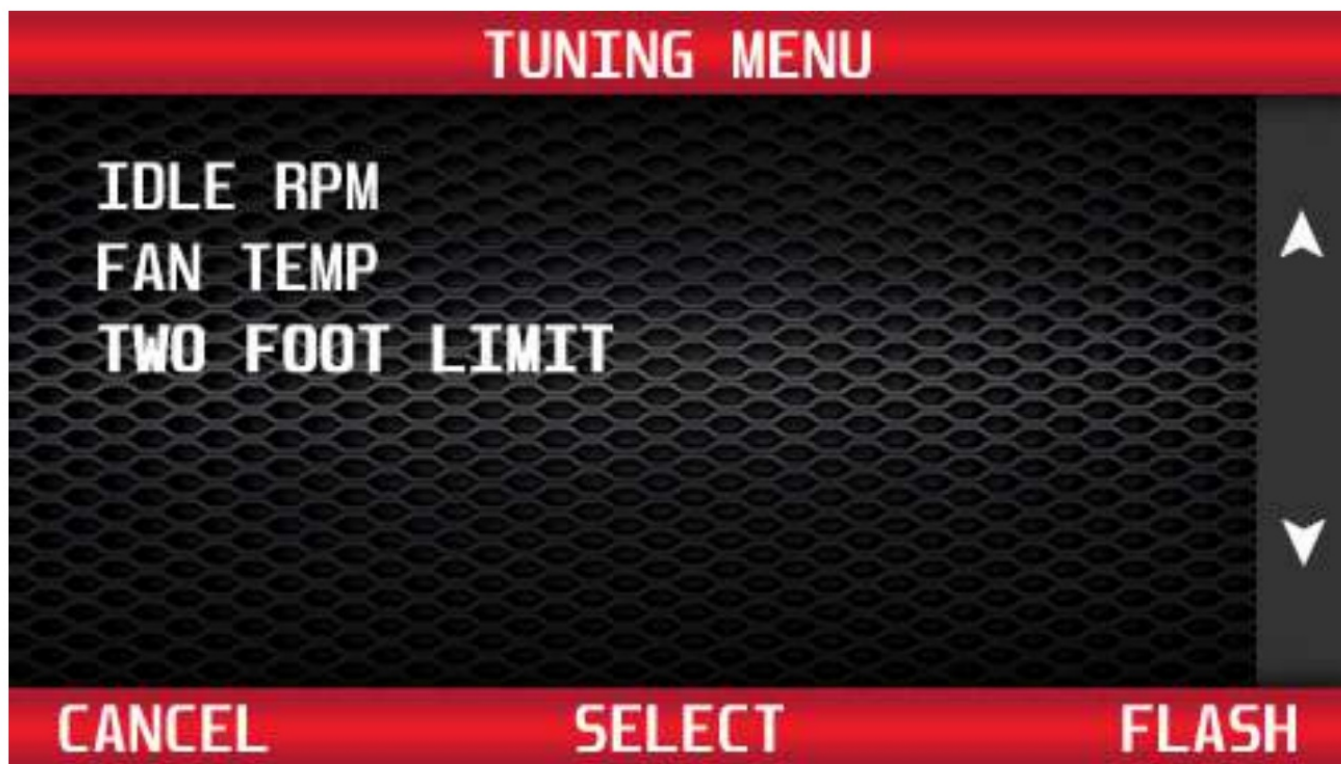 TUNING MENU
IDLE RPM
FAN TEMP
TWO FOOT LIMIT
CANCEL SELECT FLASH